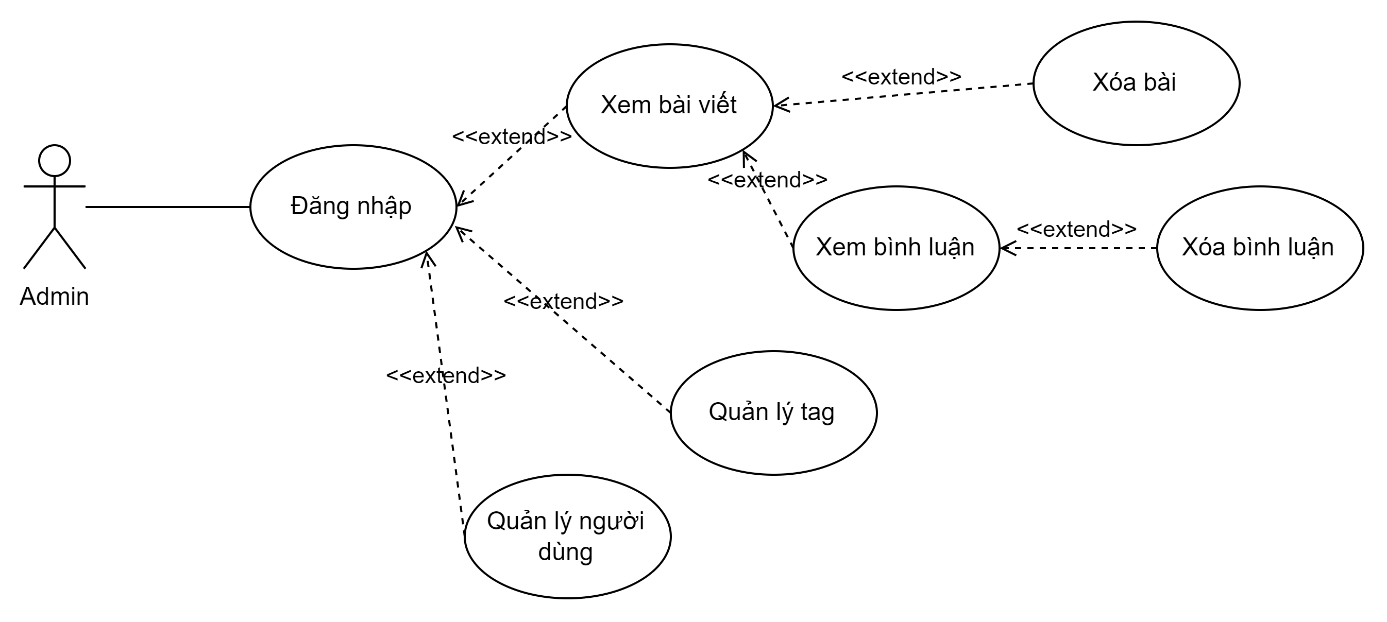 <<extend>>
Xóa bài
Xem bài viết
<<extend>>
<<extend>>
Đăng nhập
<<extend>>
Xem bình luận
Xóa bình luận
Admin
<<extend>>
<<extend>>
Quản lý tag
Quản lý người
dùng